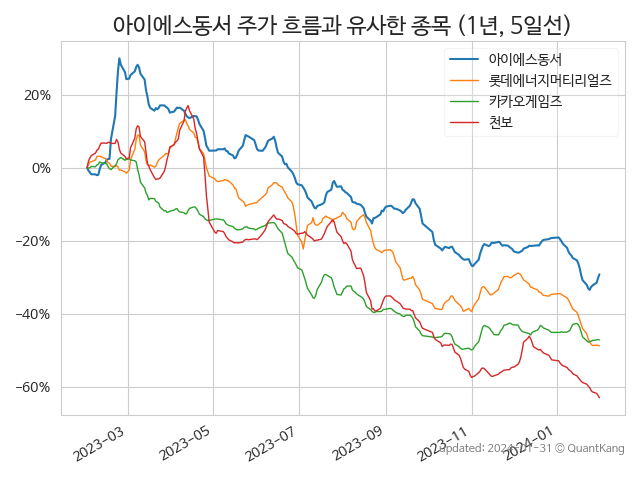 아이에스동서 주가 흐름과 유사한 종목 (1년, 5일선)
아이에스동서
롯데에너지머티리얼즈
카카오게임즈
천보
20%
0%
−20%
−40%
−60%
2023-03
2023-05
2023-07
2023-09
2023-11
2024-01
updated: 2024-01-31 © QuantKang